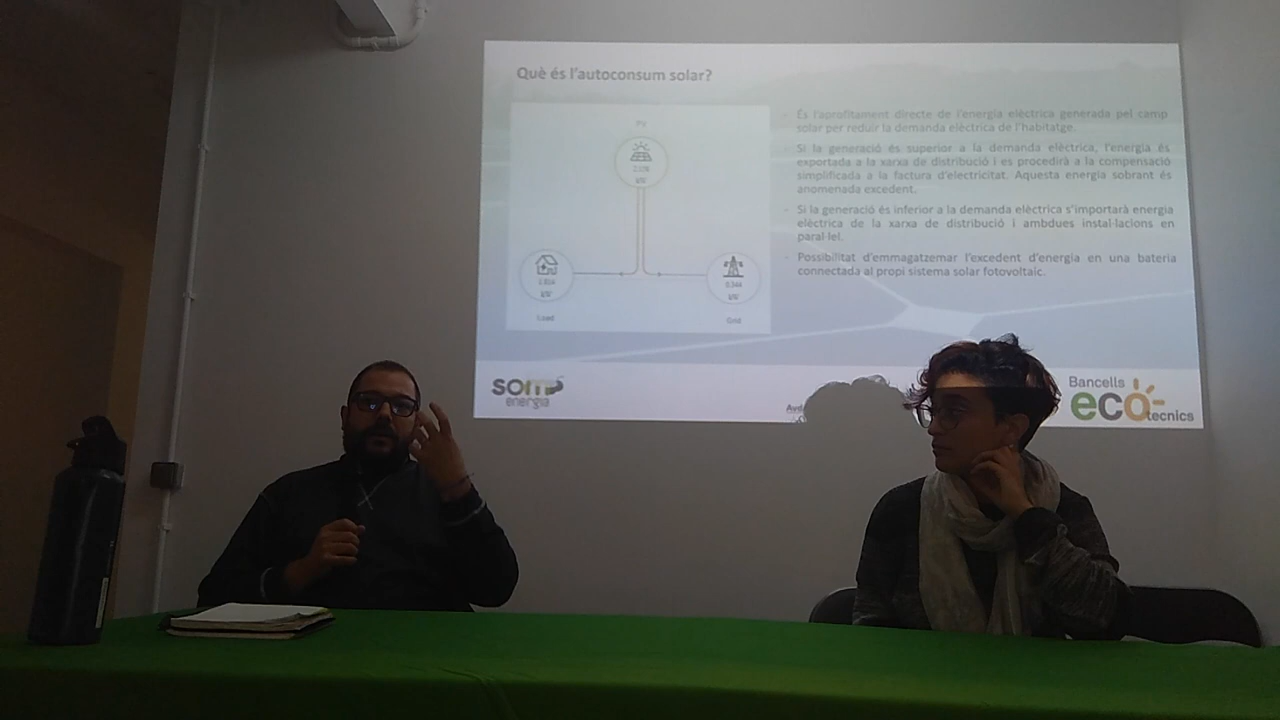 Què és l'autoconsum solar?
PV
kW
kW
Load
kW
Grid
- És l'aprofitament directe de l'energia elèctrica generada pel camp
solar per reduir la demanda elèctrica de l'habitatge.
- Si la generació és superior a la demanda elèctrica, l'energia és
exportada a la xarxa de distribució i es procedirà a la compensació
simplificada a la factura d'electricitat. Aquesta energia sobrant és
anomenada excedent.
- Si la generació és inferior a la demanda elèctrica s'importarà energia
elèctrica de la xarxa de distribució i ambdues instal·lacions en
paral·lel.
- Possibilitat d'emmagatzemar l'excedent d'energia en una bateria
connectada al propi sistema solar fotovoltaic.
som
energia
Bancells
eco
tecnics